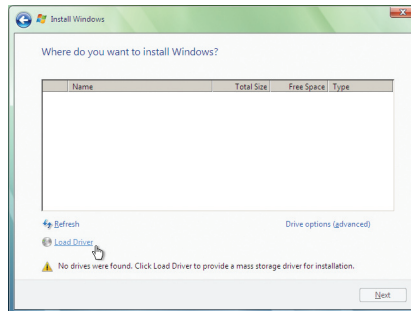 Install Windows
Where do you want to install Windows?
Name Total Size Free Space Type
Refresh Drive options (advanced)
Load Driver
No drives were found. Click Load Driver to provide a mass storage driver for installation.
Next